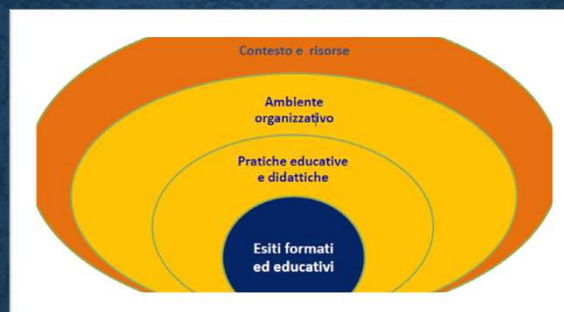 Contesto e risorse
Ambiente
organizzativo
Pratiche educative
e didattiche
Esiti formati
ed educativi